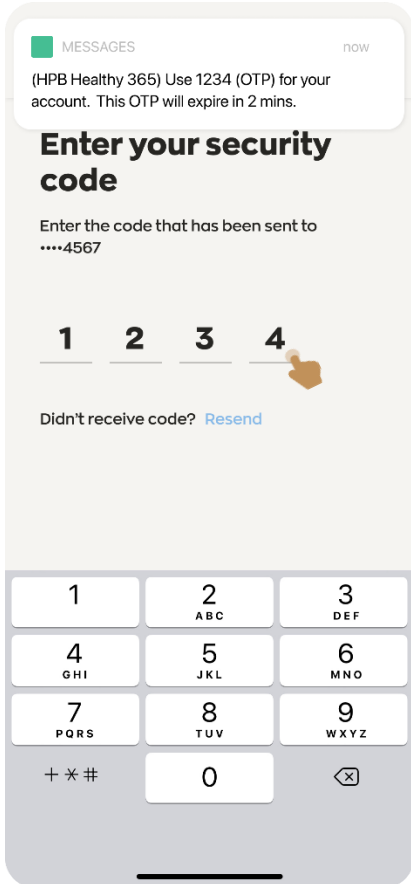 MESSAGES now
(HPB Healthy 365) Use 1234 (OTP) for your
account. This OTP will expire in 2 mins.
Enter your security
code
Enter the code that has been sent to
••••4567
1 2 3 4
Didn't receive code? Resend
1 2 3
ABC DEF
4 5 6
GHI JKL MNO
7 8 9
PQRS TUV WXYZ
+*# 0